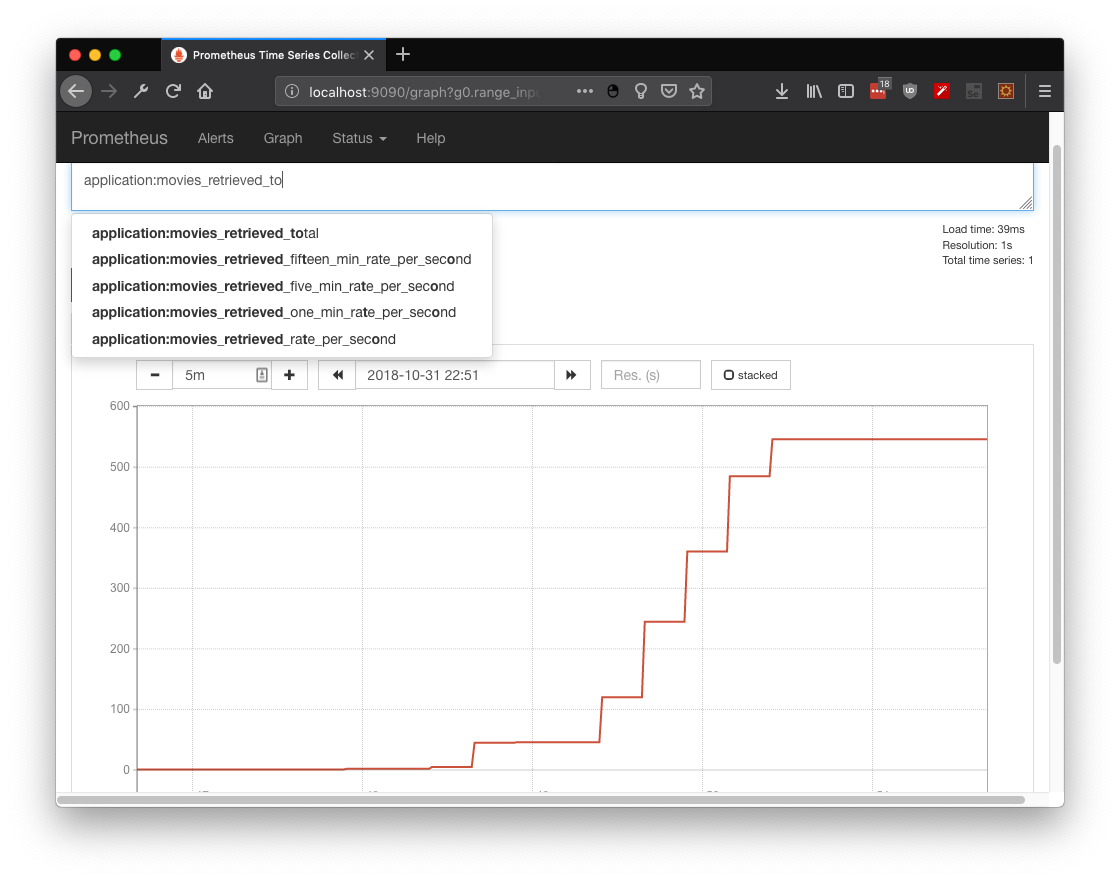 Prometheus Time Series Collec
localhost:9090/graph?g0.range_inpu
18
Prometheus Alerts Graph Status Help
application:movies_retrieved_to
application:movies_retrieved_total
application:movies_retrieved_fifteen_min_rate_per_second
application:movies_retrieved_five_min_rate_per_second
application:movies_retrieved_one_min_rate_per_second
application:movies_retrieved_rate_per_second
Load time: 39ms
Resolution: 1s
Total time series: 1
5m
2018-10-31 22:51
Res. (s)
stacked
600
500
400
300
200
100
0